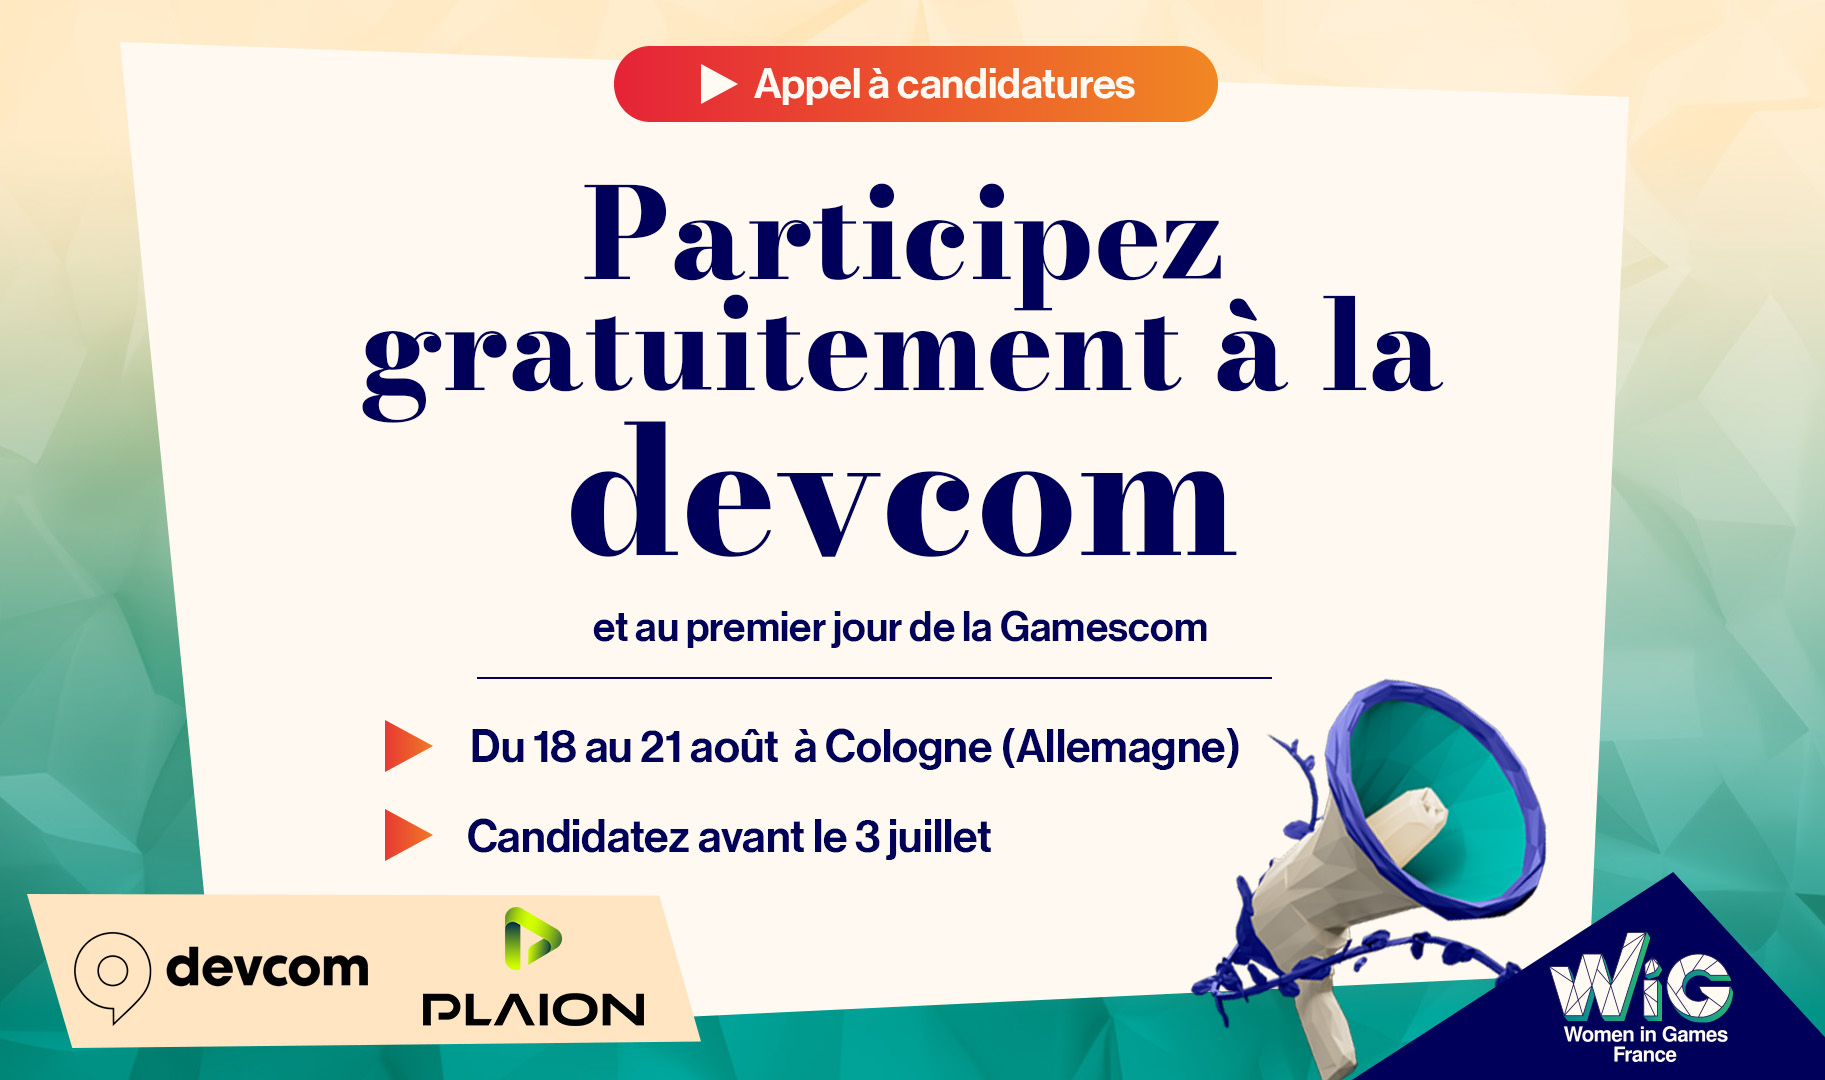 Appel à candidatures
Participez
gratuitement à la
devcom
et au premier jour de la Gamescom
Du 18 au 21 août à Cologne (Allemagne)
Candidatez avant le 3 juillet
devcom
PLAION
WiG
Women in Games
France